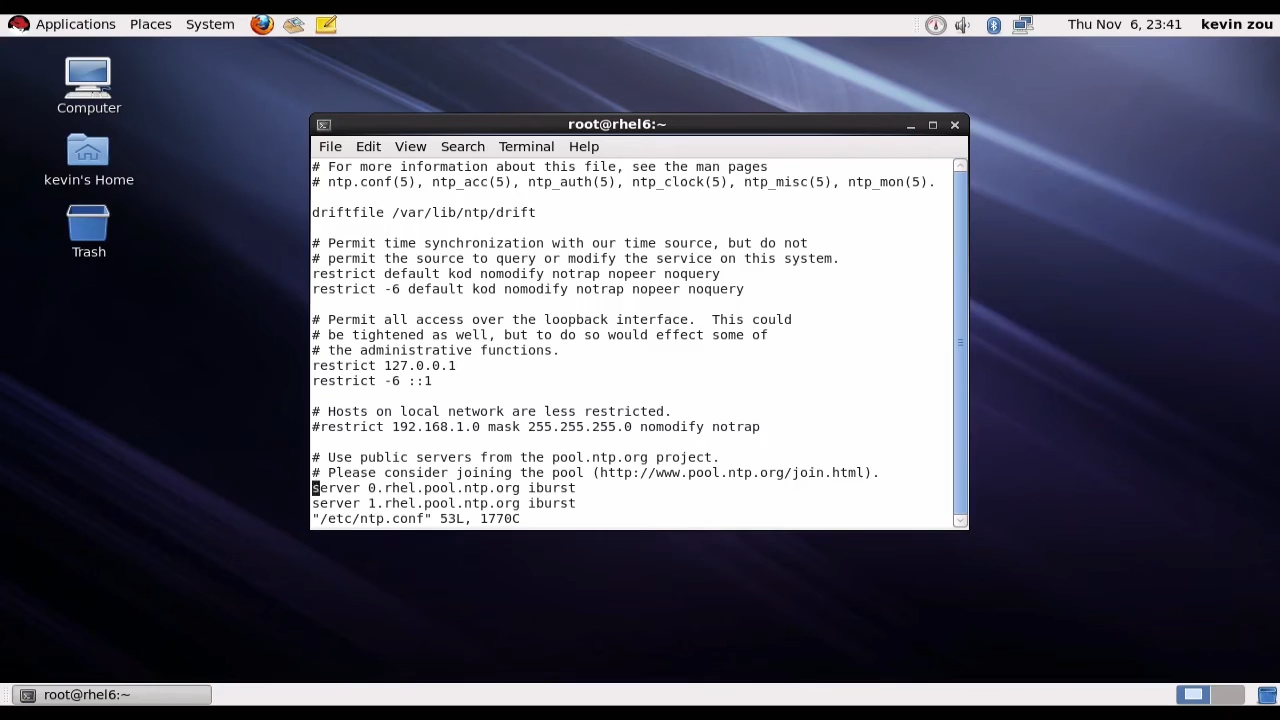 Applications Places System Thu Nov 6, 23:41 kevin zou
Computer
kevin's Home
Trash
root@rhel6:~
File Edit View Search Terminal Help
# For more information about this file, see the man pages
# ntp.conf(5), ntp_acc(5), ntp_auth(5), ntp_clock(5), ntp_misc(5), ntp_mon(5).
driftfile /var/lib/ntp/drift
# Permit time synchronization with our time source, but do not
# permit the source to query or modify the service on this system.
restrict default kod nomodify notrap nopeer noquery
restrict -6 default kod nomodify notrap nopeer noquery
# Permit all access over the loopback interface.  This could
# be tightened as well, but to do so would effect some of
# the administrative functions.
restrict 127.0.0.1
restrict -6 ::1
# Hosts on local network are less restricted.
#restrict 192.168.1.0 mask 255.255.255.0 nomodify notrap
# Use public servers from the pool.ntp.org project.
# Please consider joining the pool (http://www.pool.ntp.org/join.html).
server 0.rhel.pool.ntp.org iburst
server 1.rhel.pool.ntp.org iburst
"/etc/ntp.conf" 53L, 1770C
root@rhel6:~